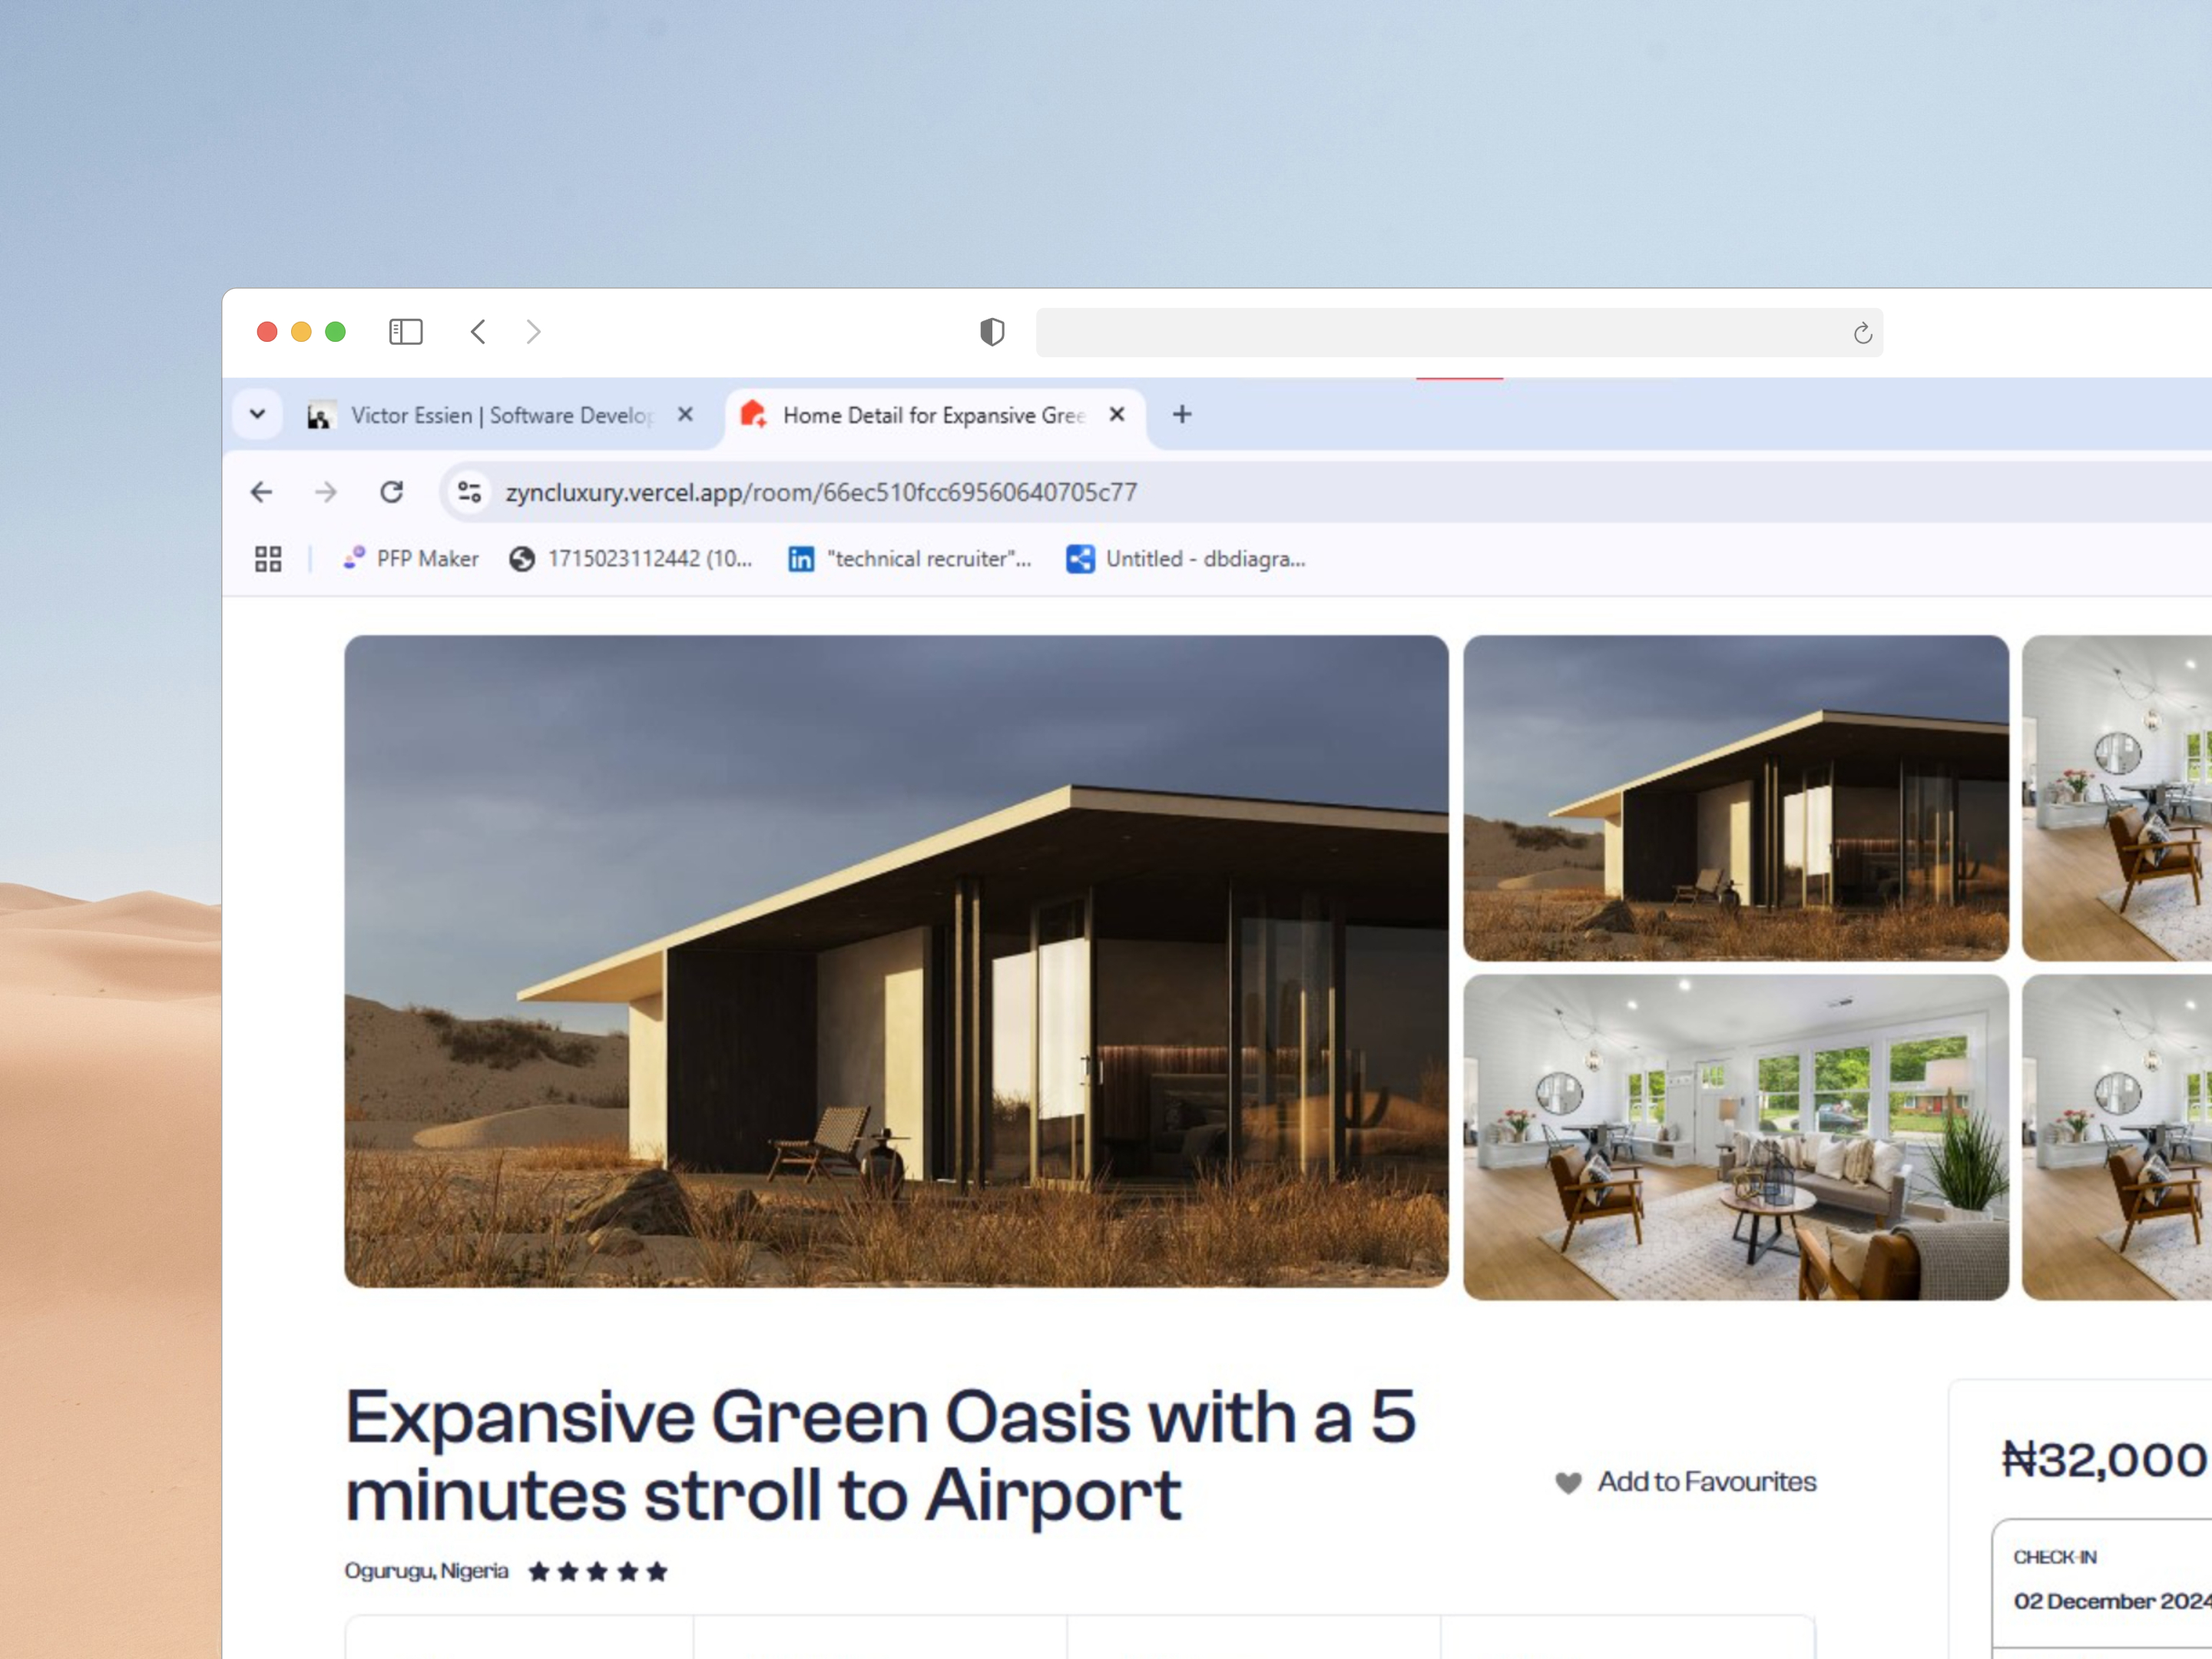 Victor Essien | Software Develop
Home Detail for Expansive Gree
zyncluxury.vercel.app/room/66ec510fcc69560640705c77
PFP Maker
1715023112442 (10...
in "technical recruiter"...
Untitled - dbdiagra...
Expansive Green Oasis with a 5
minutes stroll to Airport
Add to Favourites
Ogurugu, Nigeria
₦32,000
CHECK-IN
02 December 2024